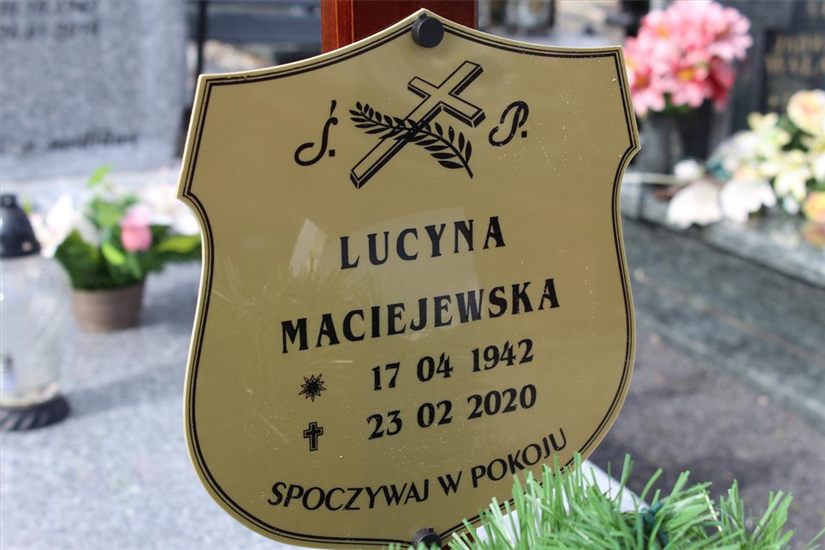 Ś. P.
LUCYNA
MACIEJEWSKA
17 04 1942
23 02 2020
SPOCZYWAJ W POKOJU